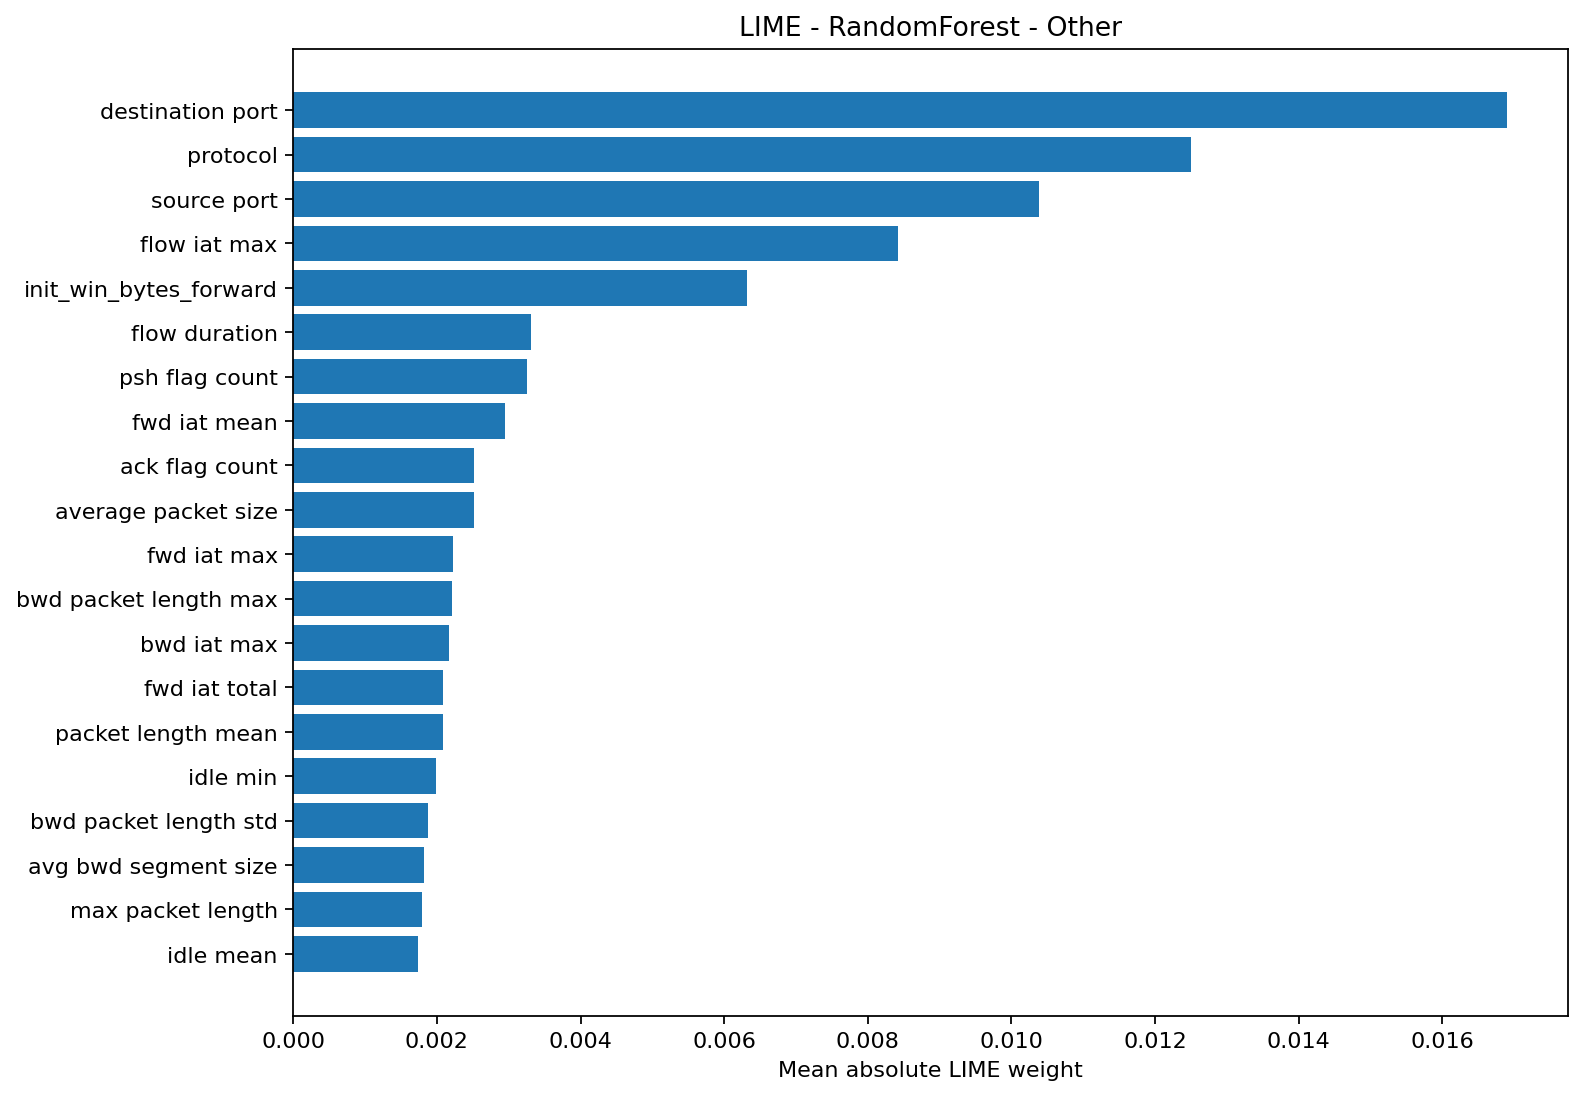 LIME - RandomForest - Other
destination port
protocol
source port
flow iat max
init_win_bytes_forward
flow duration
psh flag count
fwd iat mean
ack flag count
average packet size
fwd iat max
bwd packet length max
bwd iat max
fwd iat total
packet length mean
idle min
bwd packet length std
avg bwd segment size
max packet length
idle mean
0.000 0.002 0.004 0.006 0.008 0.010 0.012 0.014 0.016
Mean absolute LIME weight